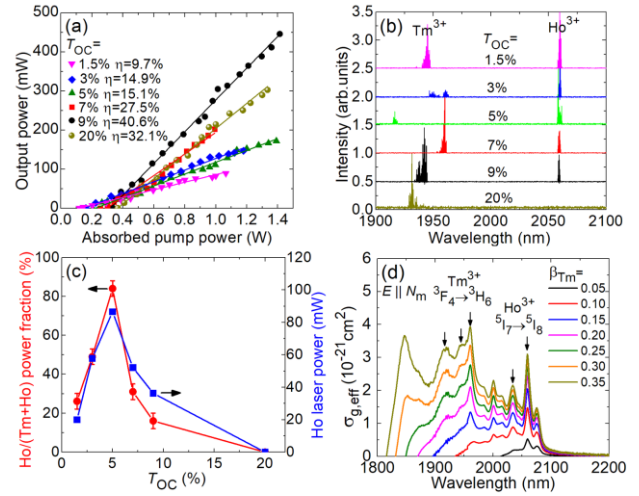 (a)
T_OC=
1.5% η=9.7%
3% η=14.9%
5% η=15.1%
7% η=27.5%
9% η=40.6%
20% η=32.1%
500
400
300
200
100
0
Output power (mW)
0.0 0.2 0.4 0.6 0.8 1.0 1.2 1.4
Absorbed pump power (W)
(b)
Tm³⁺
T_OC=
Ho³⁺
1.5%
3%
5%
7%
9%
20%
Intensity (arb.units)
3.5
3.0
2.5
2.0
1.5
1.0
0.5
0.0
1900 1950 2000 2050 2100
Wavelength (nm)
(c)
Ho/(Tm+Ho) power fraction (%)
100
80
60
40
20
0
120
100
80
60
40
20
0
Ho laser power (mW)
0 5 10 15 20
T_OC (%)
(d)
Tm³⁺
E || N_m ³F₄→³H₆
Ho³⁺
⁵I₇→⁵I₈
β_Tm=
0.05
0.10
0.15
0.20
0.25
0.30
0.35
σ_g,eff (10⁻²¹cm²)
6
5
4
3
2
1
0
1800 1900 2000 2100 2200
Wavelength (nm)